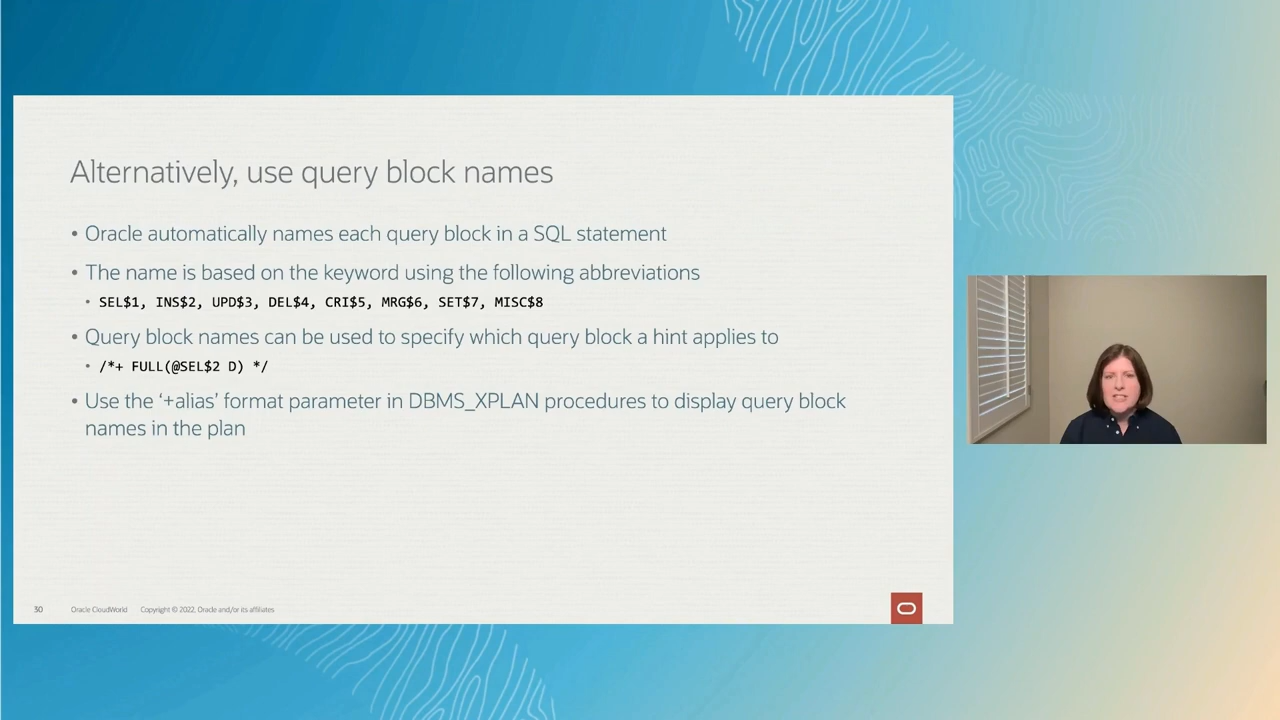 Alternatively, use query block names
• Oracle automatically names each query block in a SQL statement
• The name is based on the keyword using the following abbreviations
• SEL$1, INS$2, UPD$3, DEL$4, CRI$5, MRG$6, SET$7, MISC$8
• Query block names can be used to specify which query block a hint applies to
• /*+ FULL(@SEL$2 D) */
• Use the ‘+alias’ format parameter in DBMS_XPLAN procedures to display query block
names in the plan
30 Oracle CloudWorld Copyright © 2022, Oracle and/or its affiliates